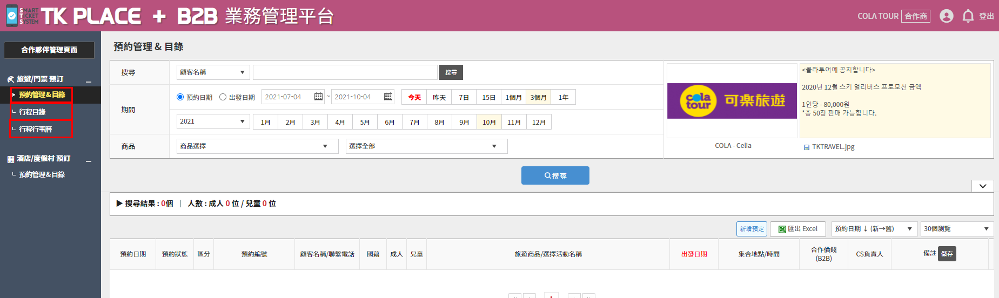 SMART
TICKET
SYSTEM
TK PLACE + B2B 業務管理平台
COLA TOUR 合作商 登出
合作夥伴管理頁面
旅遊/門票 預訂
預約管理&目錄
行程目錄
行程行事曆
酒店/度假村 預訂
預約管理&目錄
預約管理 & 目錄
搜尋 顧客名稱 搜尋
期間 預約日期 出發日期 2021-07-04 ~ 2021-10-04 今天 昨天 7日 15日 1個月 3個月 1年
2021 1月 2月 3月 4月 5月 6月 7月 8月 9月 10月 11月 12月
商品 商品選擇 選擇全部
cola tour 可樂旅遊
COLA - Celia
<콜라투어에 공지합니다>
2020년 12월 스키 얼리버스 프로모션 금액
1인당 - 80,000원
*총 50장 판매 가능합니다.
TKTRAVEL.jpg
搜尋
▶ 搜尋結果 : 0個 | 人數 : 成人 0 位 / 兒童 0 位
新增預定 匯出 Excel 預約日期 ↓ (新→舊) 30個瀏覽
預約日期 預約狀態 區分 預約編號 顧客名稱/聯繫電話 國籍 成人 兒童 旅遊商品/選擇活動名稱 出發日期 集合地點/時間 合作價錢 (B2B) CS負責人 備註 儲存
1